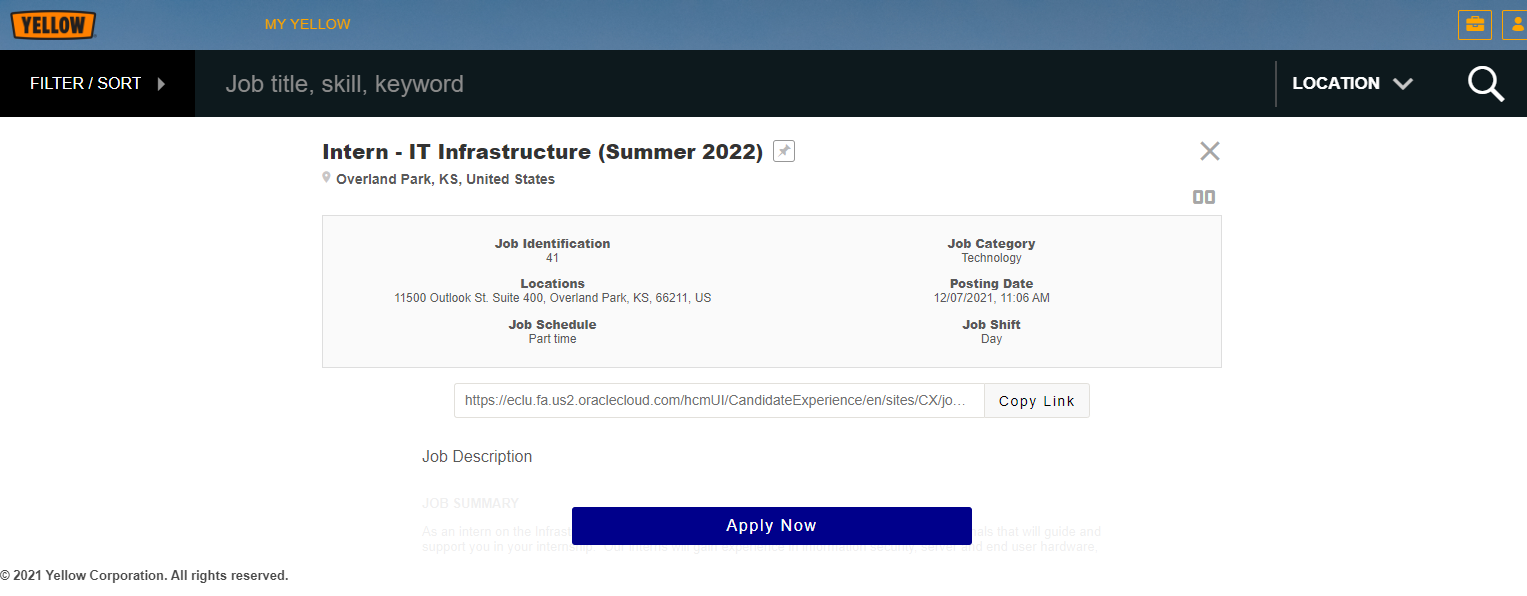 YELLOW
MY YELLOW
FILTER / SORT
Job title, skill, keyword
LOCATION
Intern - IT Infrastructure (Summer 2022)
Overland Park, KS, United States
Job Identification
41
Job Category
Technology
Locations
11500 Outlook St. Suite 400, Overland Park, KS, 66211, US
Posting Date
12/07/2021, 11:06 AM
Job Schedule
Part time
Job Shift
Day
https://eclu.fa.us2.oraclecloud.com/hcmUI/CandidateExperience/en/sites/CX/jo...
Copy Link
Job Description
JOB SUMMARY
As an intern on the that will guide and
Apply Now
support you in your internship. Our interns will gain experience in information security, server and end user hardware.
© 2021 Yellow Corporation. All rights reserved.